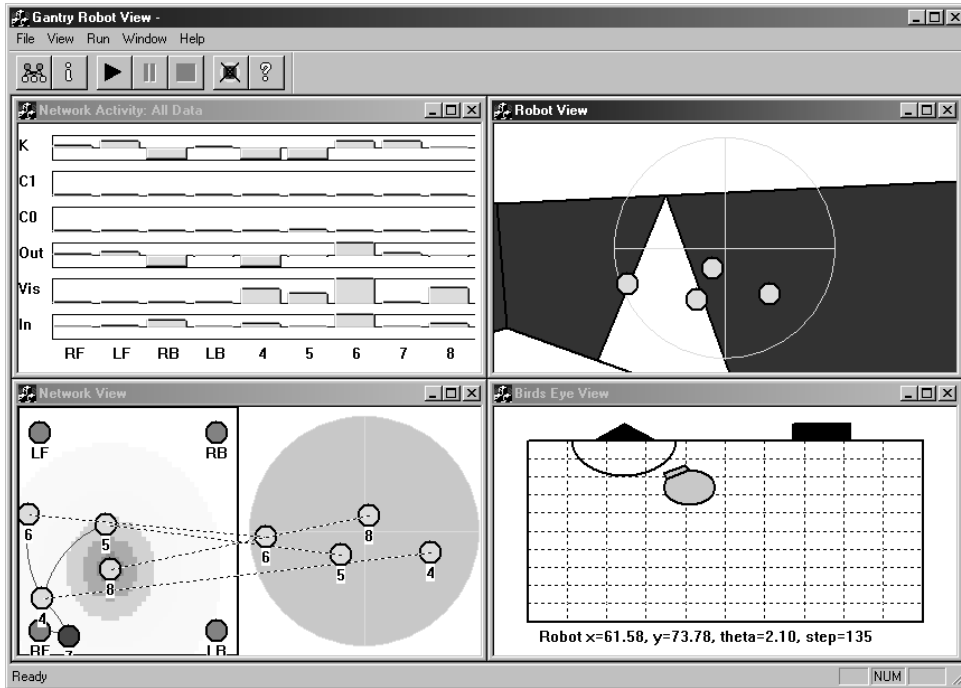 Gantry Robot View -
File View Run Window Help
Network Activity: All Data
K
C1
C0
Out
Vis
In
RF LF RB LB 4 5 6 7 8
Robot View
Network View
LF
RB
6
5
8
4
RF
7
LB
6
8
5
4
Birds Eye View
Robot x=61.58, y=73.78, theta=2.10, step=135
Ready
NUM